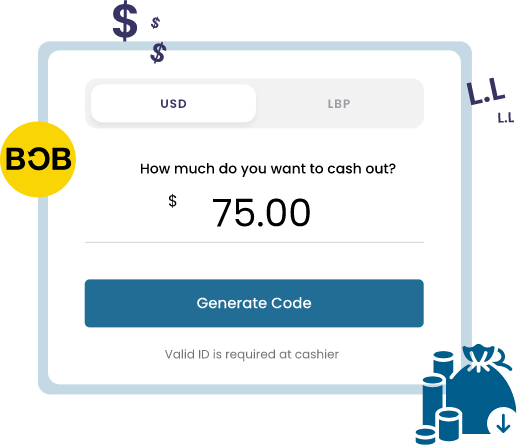 $
$
$
L.L
L.L
USD LBP
BOB
How much do you want to cash out?
$ 75.00
Generate Code
Valid ID is required at cashier